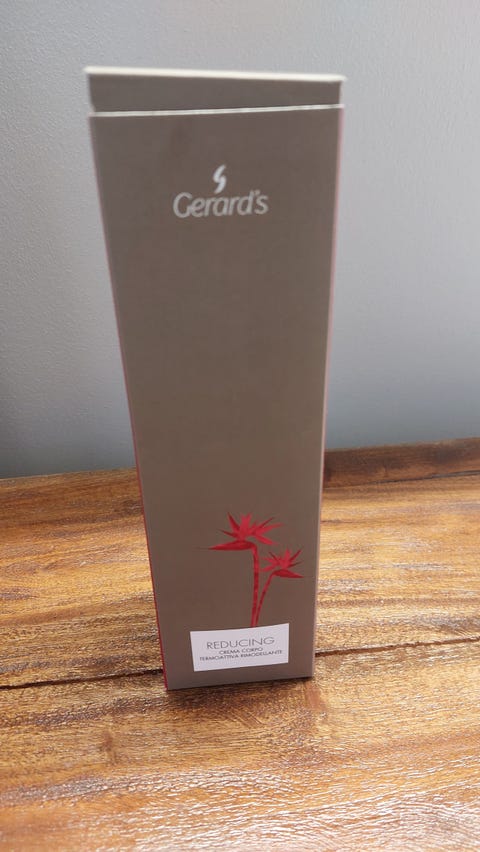 Gerard's
REDUCING
CREMA CORPO
TERMOATTIVA RIMODELLANTE